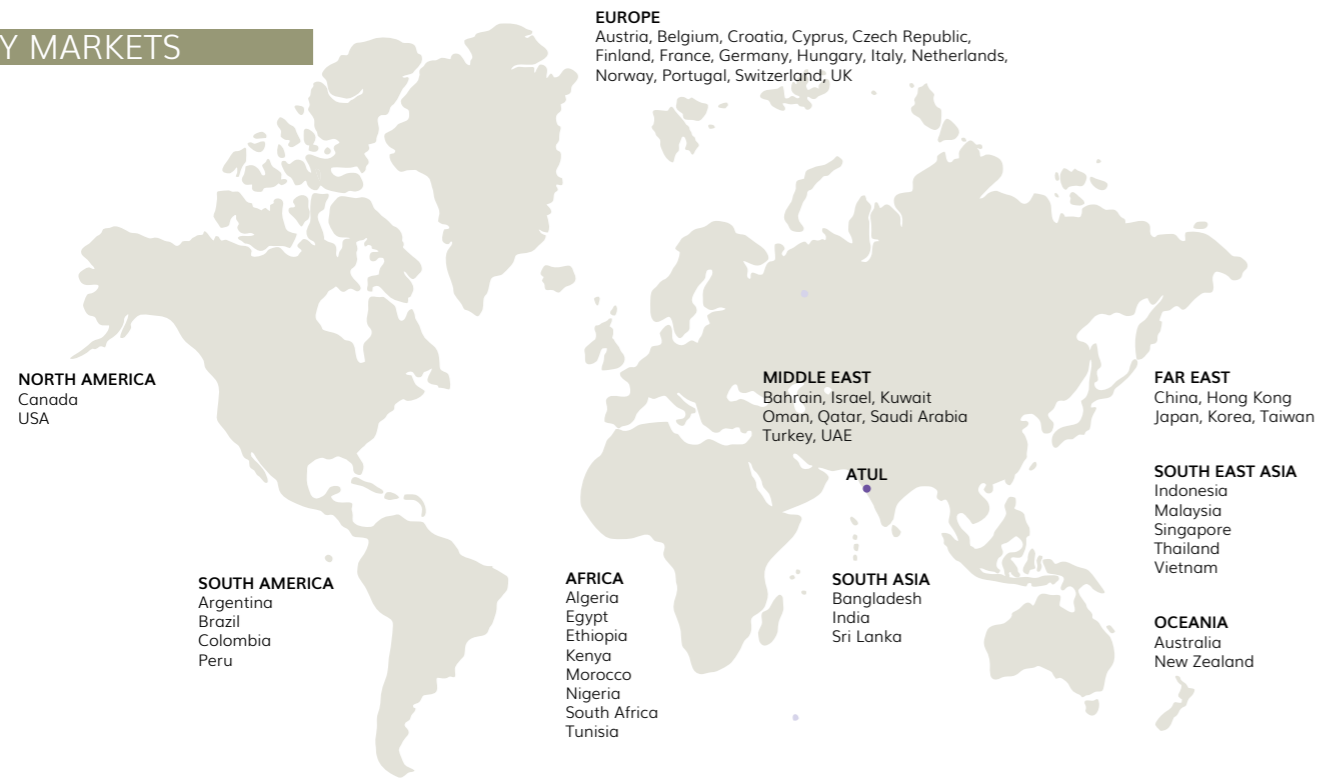 Y MARKETS
EUROPE
Austria, Belgium, Croatia, Cyprus, Czech Republic,
Finland, France, Germany, Hungary, Italy, Netherlands,
Norway, Portugal, Switzerland, UK
NORTH AMERICA
Canada
USA
MIDDLE EAST
Bahrain, Israel, Kuwait
Oman, Qatar, Saudi Arabia
Turkey, UAE
FAR EAST
China, Hong Kong
Japan, Korea, Taiwan
ATUL
SOUTH EAST ASIA
Indonesia
Malaysia
Singapore
Thailand
Vietnam
SOUTH AMERICA
Argentina
Brazil
Colombia
Peru
AFRICA
Algeria
Egypt
Ethiopia
Kenya
Morocco
Nigeria
South Africa
Tunisia
SOUTH ASIA
Bangladesh
India
Sri Lanka
OCEANIA
Australia
New Zealand